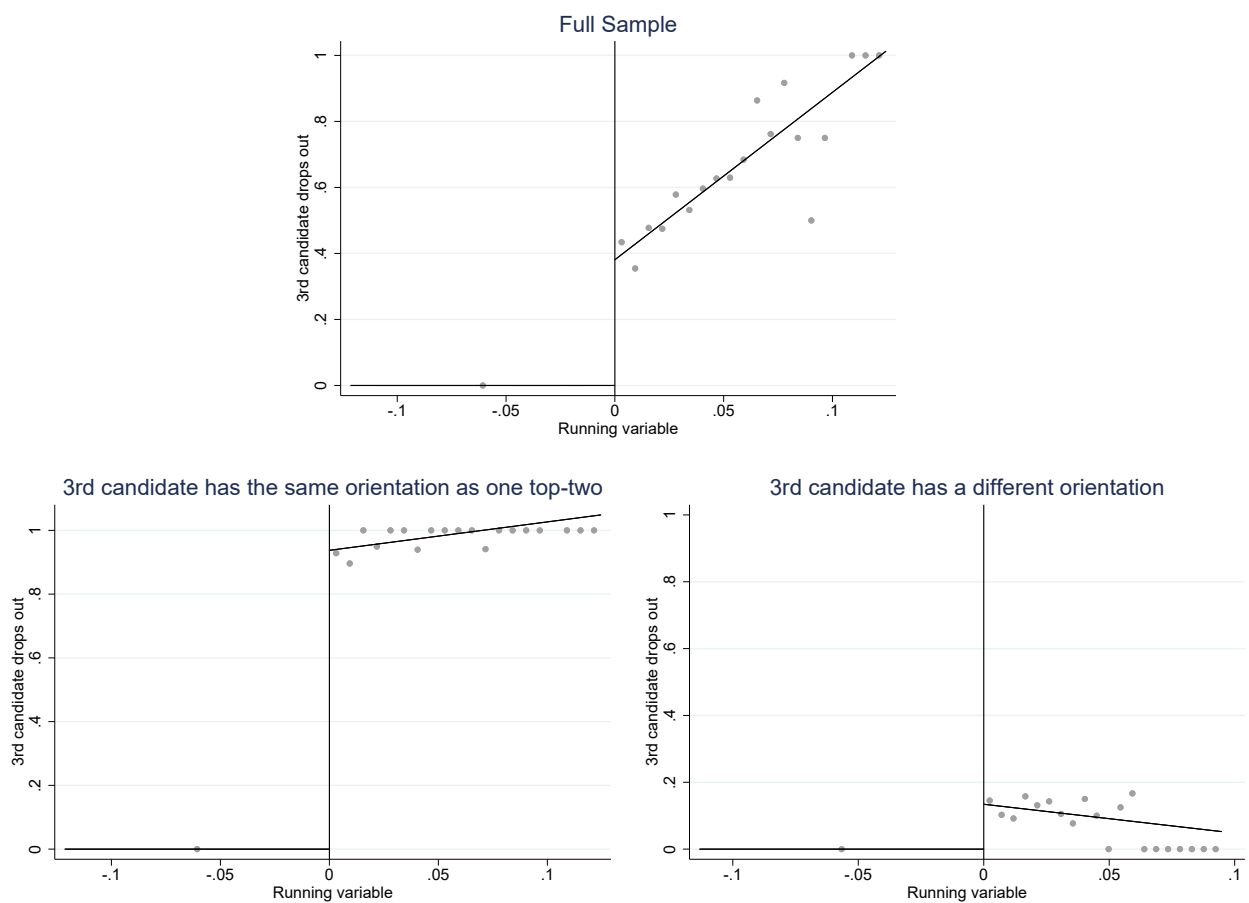 Full Sample
3rd candidate drops out
1
.8
.6
.4
.2
0
-.1 -.05 0 .05 .1
Running variable
3rd candidate has the same orientation as one top-two
3rd candidate drops out
1
.8
.6
.4
.2
0
-.1 -.05 0 .05 .1
Running variable
3rd candidate has a different orientation
3rd candidate drops out
1
.8
.6
.4
.2
0
-.1 -.05 0 .05 .1
Running variable